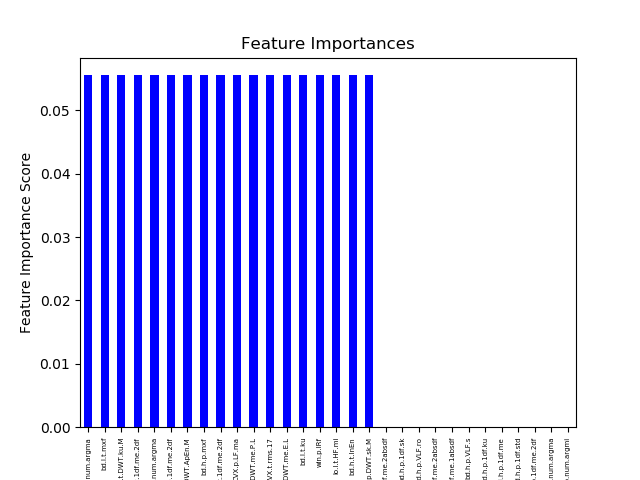 Feature Importances
Feature Importance Score
0.05
0.04
0.03
0.02
0.01
0.00
num.argma
bd.l.t.mxf
.t.DWT.ku.M
.1df.me.2df
num.argma
.1df.me.2df
WT.ApEn.M
bd.h.p.mxf
.1df.me.2df
CVX.p.LF.ma
DWT.me.P.L
VX.t.rms.17
DWT.me.E.L
bd.l.t.ku
win.p.IRF
lo.l.t.HF.mi
bd.h.t.lnEn
p.DWT.sk.M
f.me.2absdf
d.h.p.1df.sk
d.h.p.VLF.ro
f.me.2absdf
f.me.1absdf
bd.h.p.VLF.s
d.h.p.1df.ku
.h.p.1df.me
.h.p.1df.std
.1df.me.2df
num.argma
.num.argmi